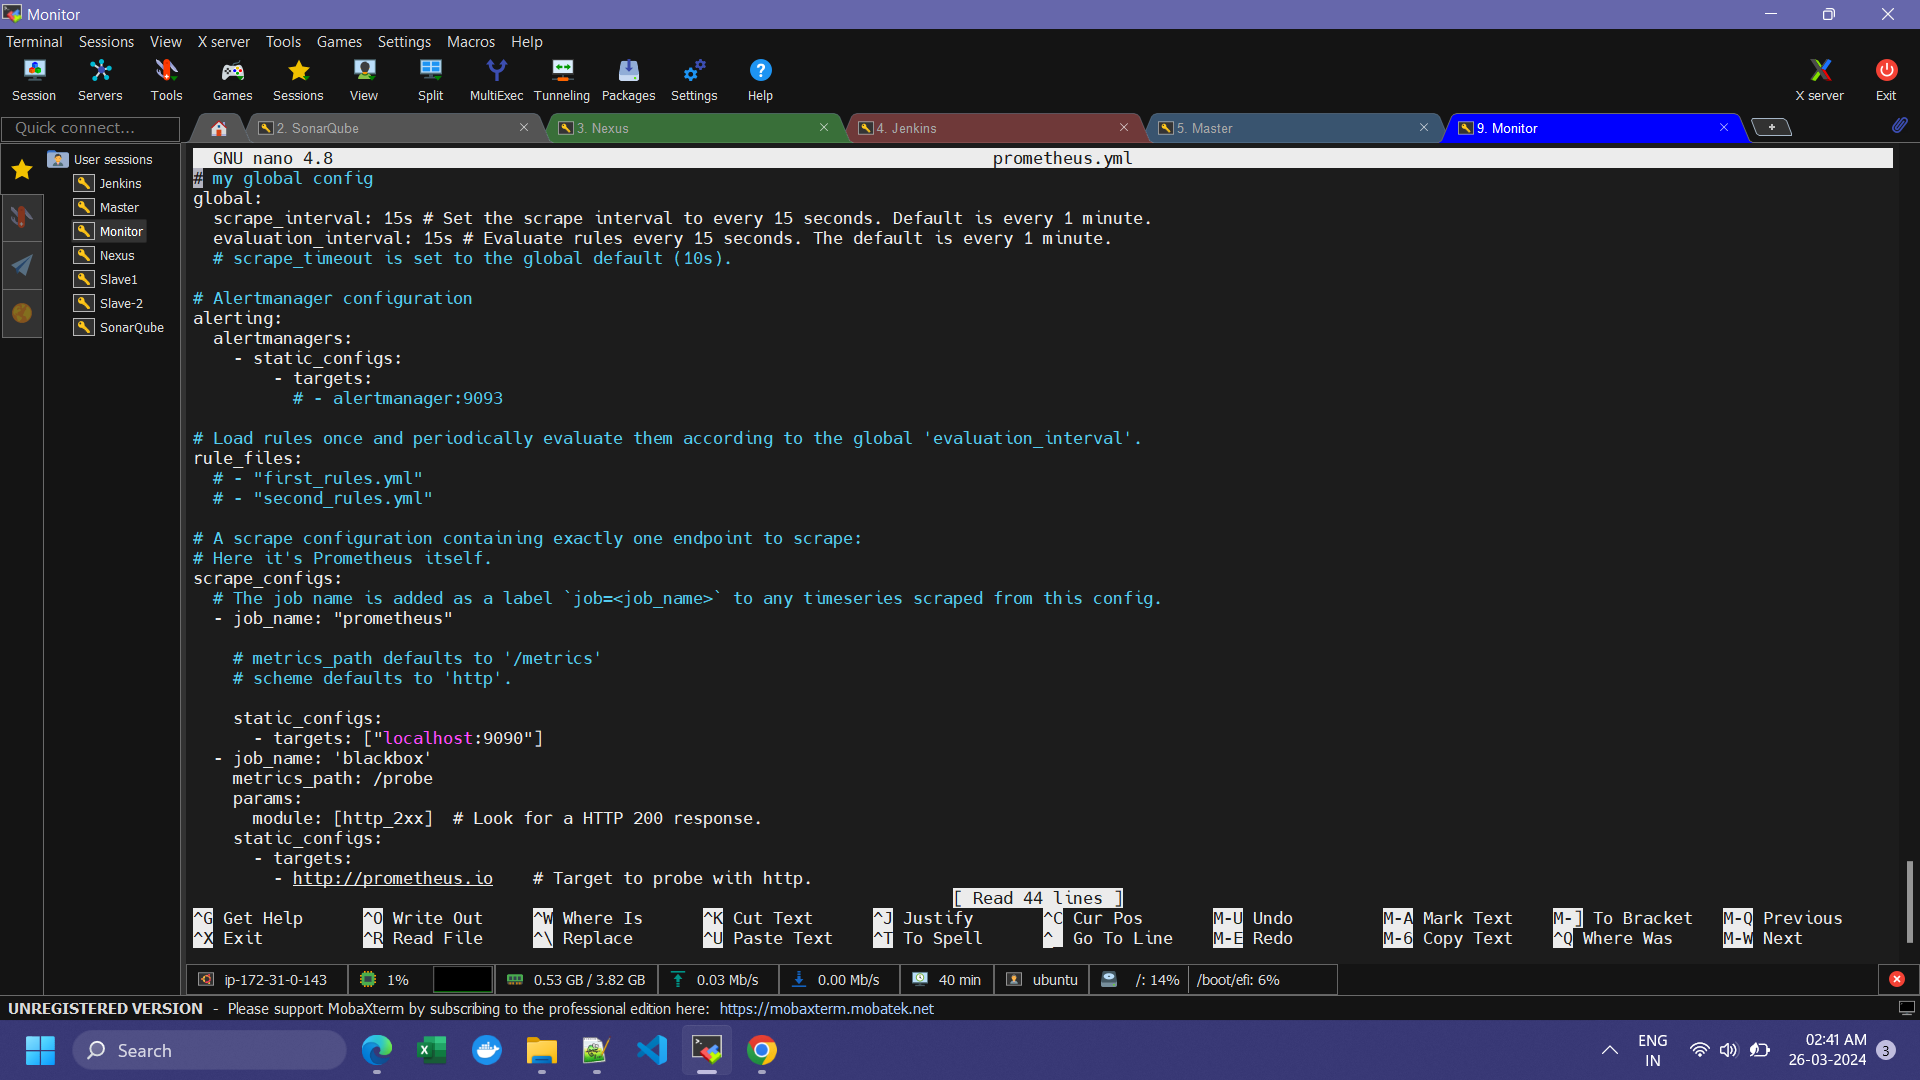 Monitor
Terminal Sessions View X server Tools Games Settings Macros Help
Session Servers Tools Games Sessions View Split MultiExec Tunneling Packages Settings Help X server Exit
Quick connect... 2. SonarQube 3. Nexus 4. Jenkins 5. Master 9. Monitor
User sessions
Jenkins
Master
Monitor
Nexus
Slave1
Slave-2
SonarQube
GNU nano 4.8 prometheus.yml
# my global config
global:
  scrape_interval: 15s # Set the scrape interval to every 15 seconds. Default is every 1 minute.
  evaluation_interval: 15s # Evaluate rules every 15 seconds. The default is every 1 minute.
  # scrape_timeout is set to the global default (10s).
# Alertmanager configuration
alerting:
  alertmanagers:
    - static_configs:
        - targets:
          # - alertmanager:9093
# Load rules once and periodically evaluate them according to the global 'evaluation_interval'.
rule_files:
  # - "first_rules.yml"
  # - "second_rules.yml"
# A scrape configuration containing exactly one endpoint to scrape:
# Here it's Prometheus itself.
scrape_configs:
  # The job name is added as a label `job=<job_name>` to any timeseries scraped from this config.
  - job_name: "prometheus"
    # metrics_path defaults to '/metrics'
    # scheme defaults to 'http'.
    static_configs:
      - targets: ["localhost:9090"]
  - job_name: 'blackbox'
    metrics_path: /probe
    params:
      module: [http_2xx]  # Look for a HTTP 200 response.
    static_configs:
      - targets:
        - http://prometheus.io    # Target to probe with http.
[ Read 44 lines ]
^G Get Help ^O Write Out ^W Where Is ^K Cut Text ^J Justify ^C Cur Pos M-U Undo M-A Mark Text M-] To Bracket M-Q Previous
^X Exit ^R Read File ^\ Replace ^U Paste Text ^T To Spell ^_ Go To Line M-E Redo M-6 Copy Text ^Q Where Was M-W Next
ip-172-31-0-143 1% 0.53 GB / 3.82 GB 0.03 Mb/s 0.00 Mb/s 40 min ubuntu /: 14% /boot/efi: 6%
UNREGISTERED VERSION - Please support MobaXterm by subscribing to the professional edition here: https://mobaxterm.mobatek.net
Search ENG 02:41 AM
IN 26-03-2024 3